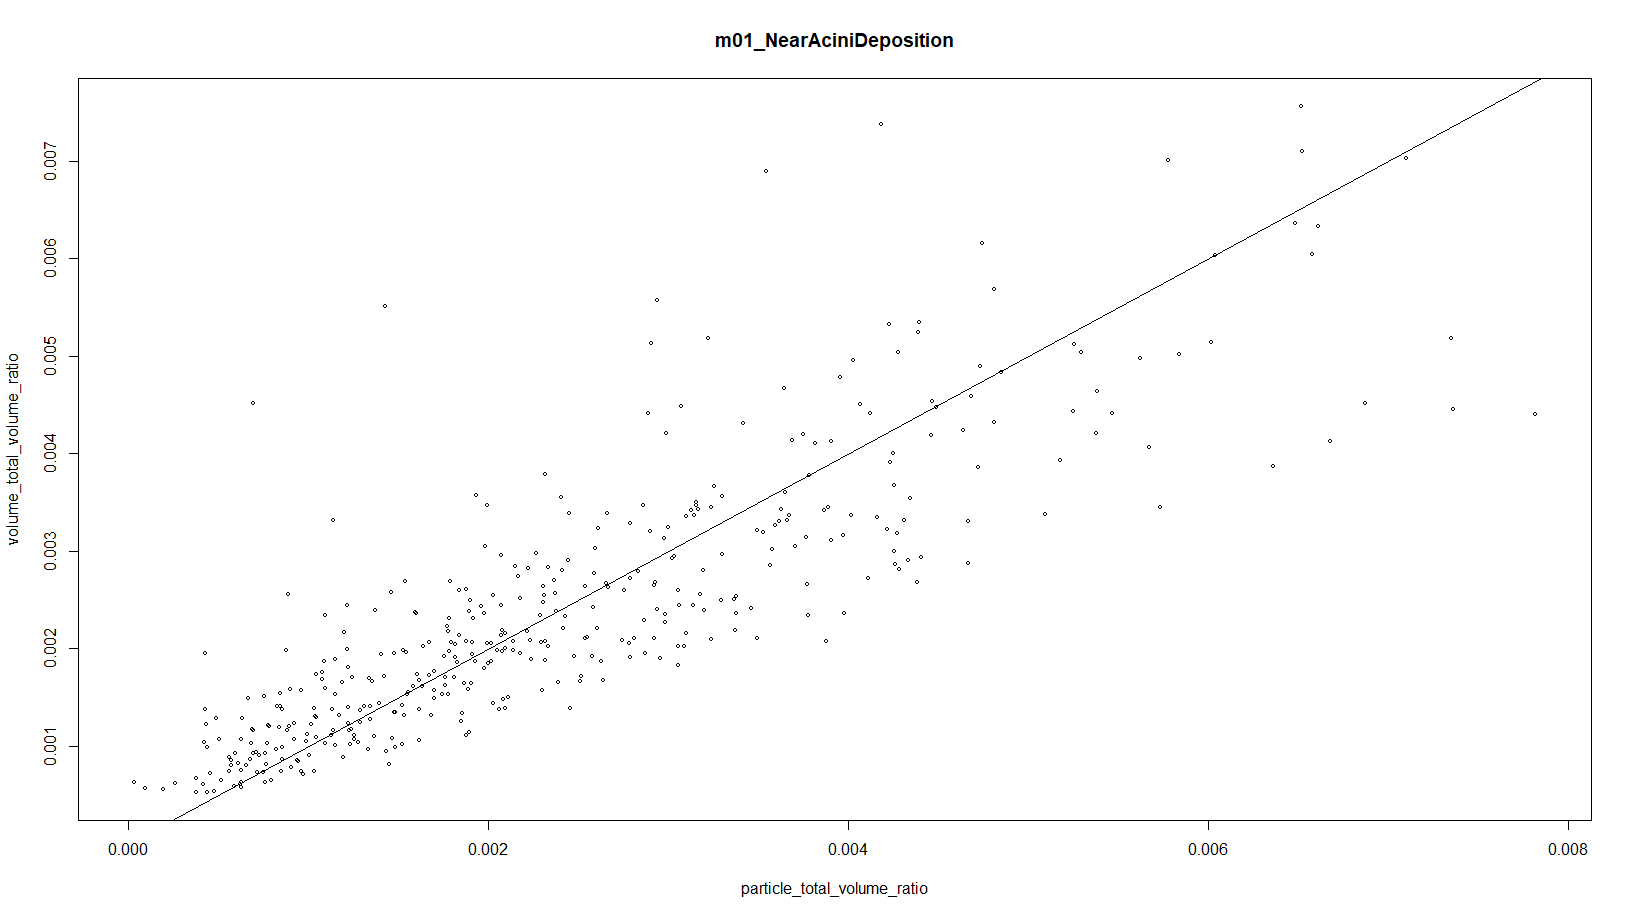 m01_NearAciniDeposition
0.007
0.006
0.005
0.004
0.003
0.002
0.001
volume_total_volume_ratio
0.000 0.002 0.004 0.006 0.008
particle_total_volume_ratio